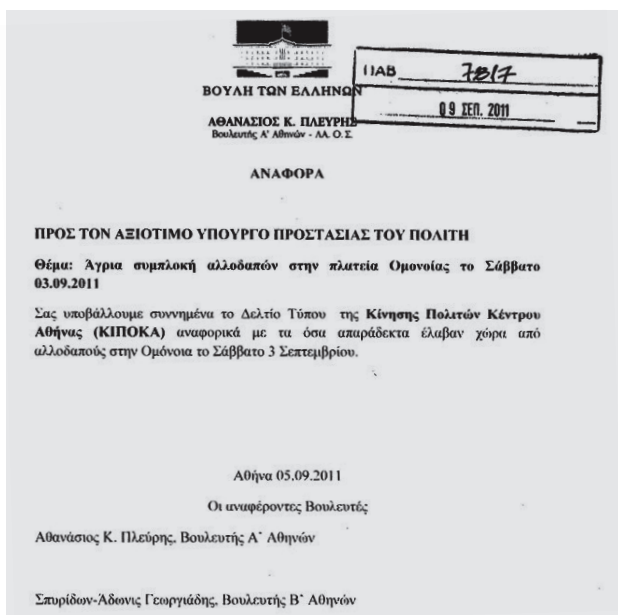 ΒΟΥΛΗ ΤΩΝ ΕΛΛΗΝΩΝ
ΠΑΒ 7817
09 ΣΕΠ. 2011
ΑΘΑΝΑΣΙΟΣ Κ. ΠΛΕΥΡΗΣ
Βουλευτής Α' Αθηνών - ΛΑ.Ο.Σ.
ΑΝΑΦΟΡΑ
ΠΡΟΣ ΤΟΝ ΑΞΙΟΤΙΜΟ ΥΠΟΥΡΓΟ ΠΡΟΣΤΑΣΙΑΣ ΤΟΥ ΠΟΛΙΤΗ
Θέμα: Άγρια συμπλοκή αλλοδαπών στην πλατεία Ομονοίας το Σάββατο
03.09.2011
Σας υποβάλλουμε συννημένα το Δελτίο Τύπου της Κίνησης Πολιτών Κέντρου
Αθήνας (ΚΙΠΟΚΑ) αναφορικά με τα όσα απαράδεκτα έλαβαν χώρα από
αλλοδαπούς στην Ομόνοια το Σάββατο 3 Σεπτεμβρίου.
Αθήνα 05.09.2011
Οι αναφέροντες Βουλευτές
Αθανάσιος Κ. Πλεύρης, Βουλευτής Α΄ Αθηνών
Σπυρίδων-Άδωνις Γεωργιάδης, Βουλευτής Β΄ Αθηνών